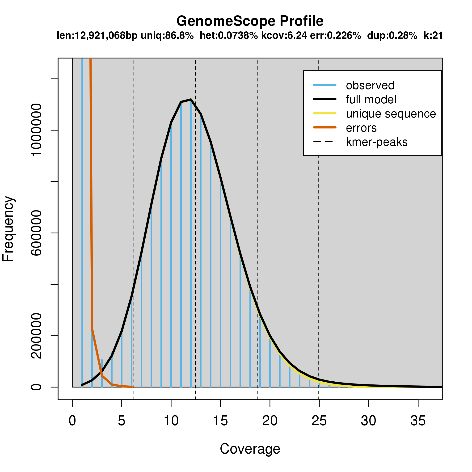 GenomeScope Profile
len:12,921,068bp uniq:86.8% het:0.0738% kcov:6.24 err:0.226% dup:0.28% k:21
observed
full model
unique sequence
errors
kmer-peaks
Frequency
1000000
600000
200000
0
0 5 10 15 20 25 30 35
Coverage